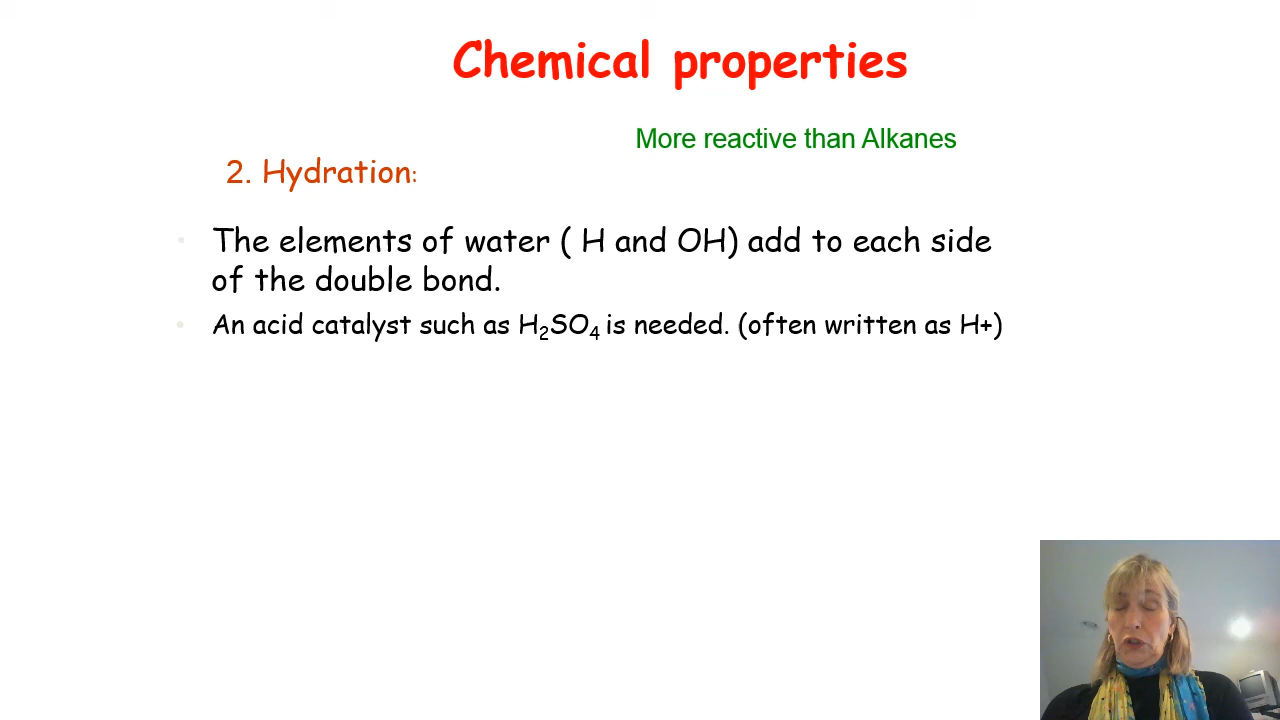 Chemical properties
More reactive than Alkanes
2. Hydration:
The elements of water ( H and OH) add to each side
of the double bond.
An acid catalyst such as H₂SO₄ is needed. (often written as H+)